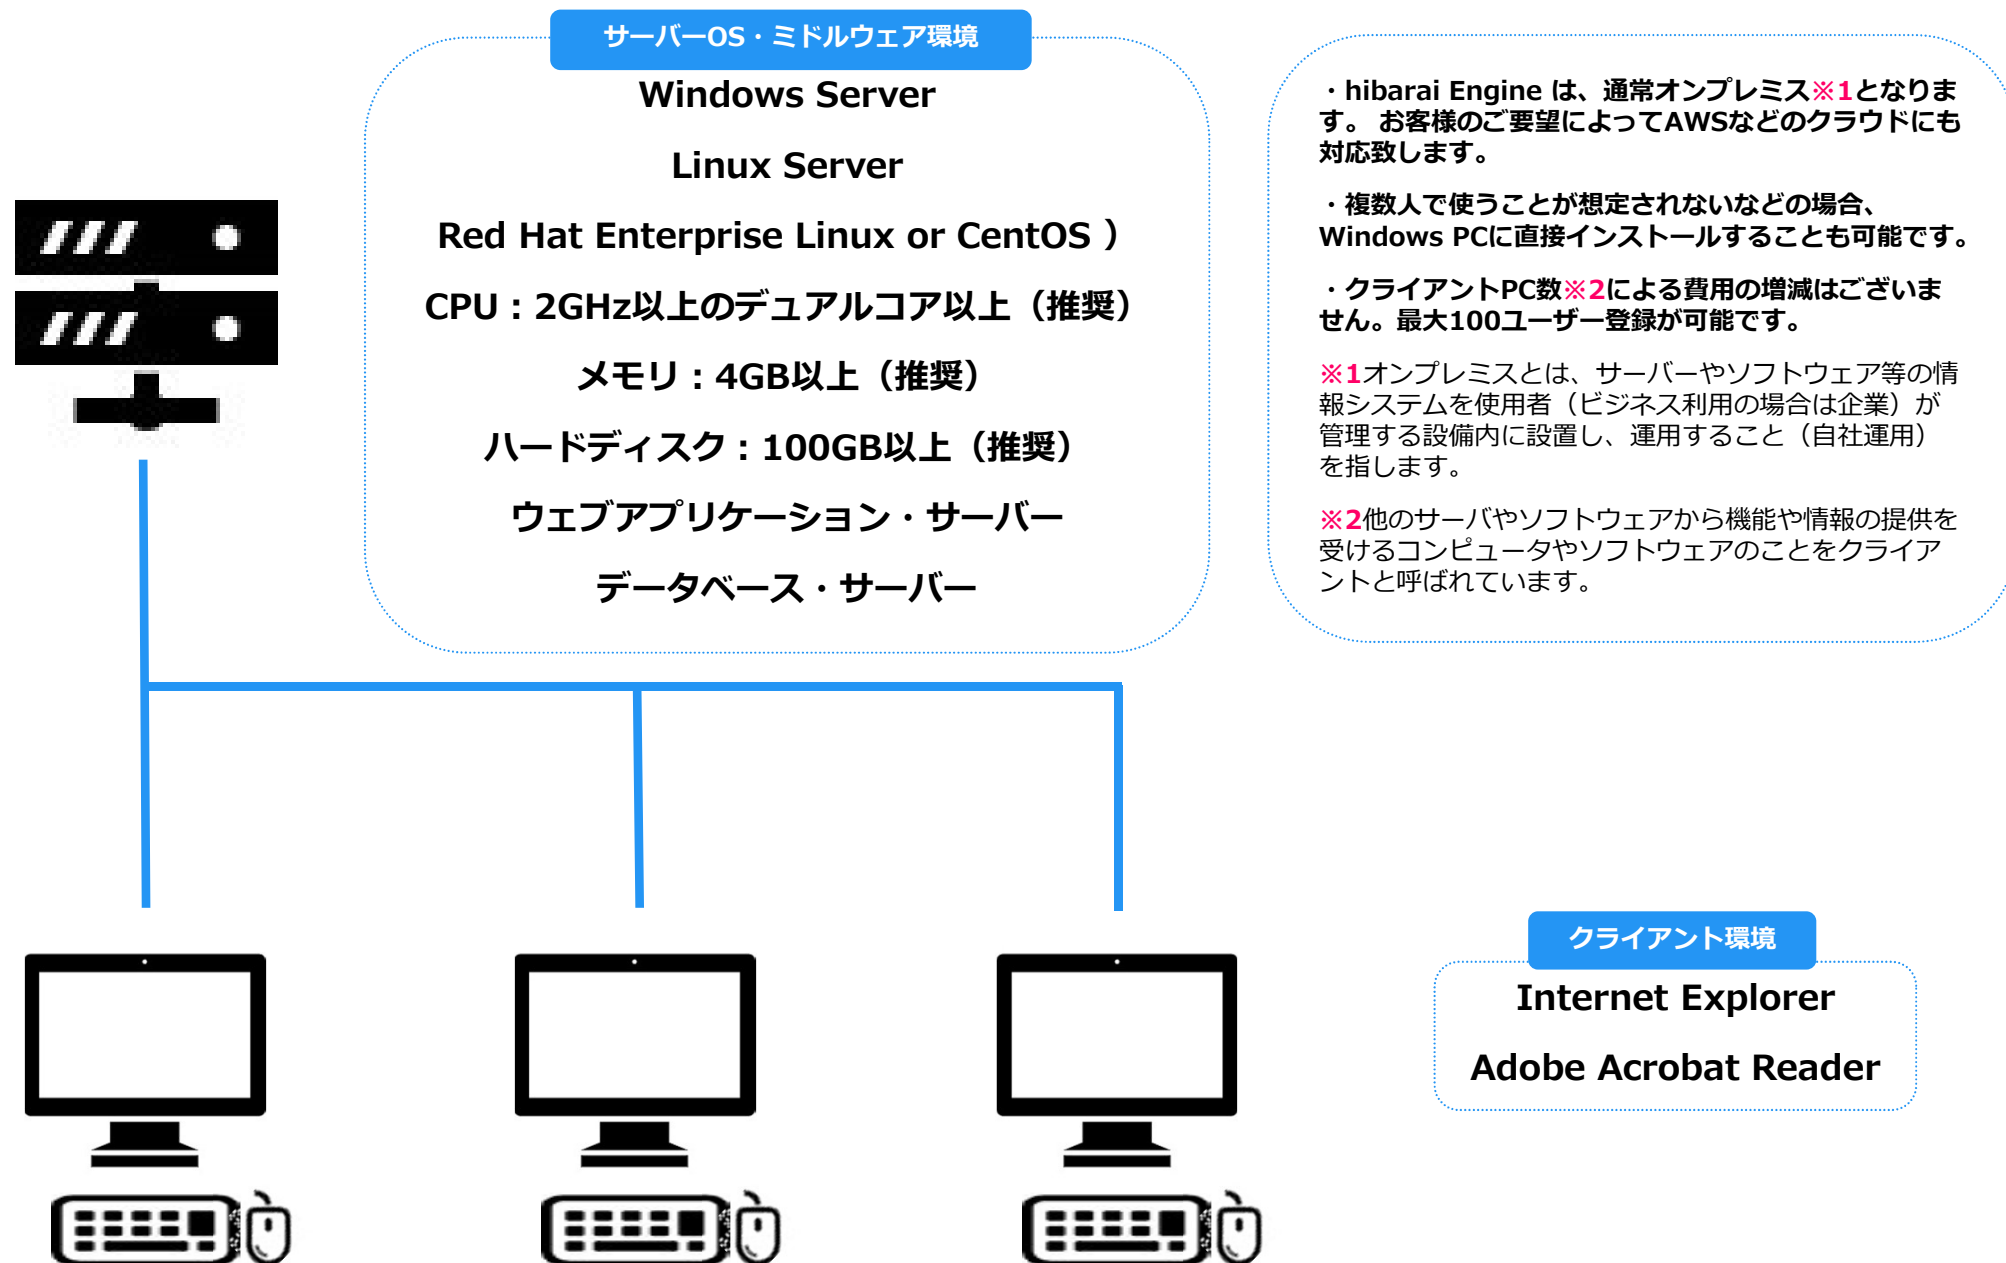 サーバーOS・ミドルウェア環境
Windows Server
Linux Server
Red Hat Enterprise Linux or CentOS ）
CPU：2GHz以上のデュアルコア以上（推奨）
メモリ：4GB以上（推奨）
ハードディスク：100GB以上（推奨）
ウェブアプリケーション・サーバー
データベース・サーバー
・hibarai Engine は、通常オンプレミス※1となりま
す。 お客様のご要望によってAWSなどのクラウドにも
対応致します。
・複数人で使うことが想定されないなどの場合、
Windows PCに直接インストールすることも可能です。
・クライアントPC数※2による費用の増減はございま
せん。最大100ユーザー登録が可能です。
※1オンプレミスとは、サーバーやソフトウェア等の情
報システムを使用者（ビジネス利用の場合は企業）が
管理する設備内に設置し、運用すること（自社運用）
を指します。
※2他のサーバやソフトウェアから機能や情報の提供を
受けるコンピュータやソフトウェアのことをクライア
ントと呼ばれています。
クライアント環境
Internet Explorer
Adobe Acrobat Reader